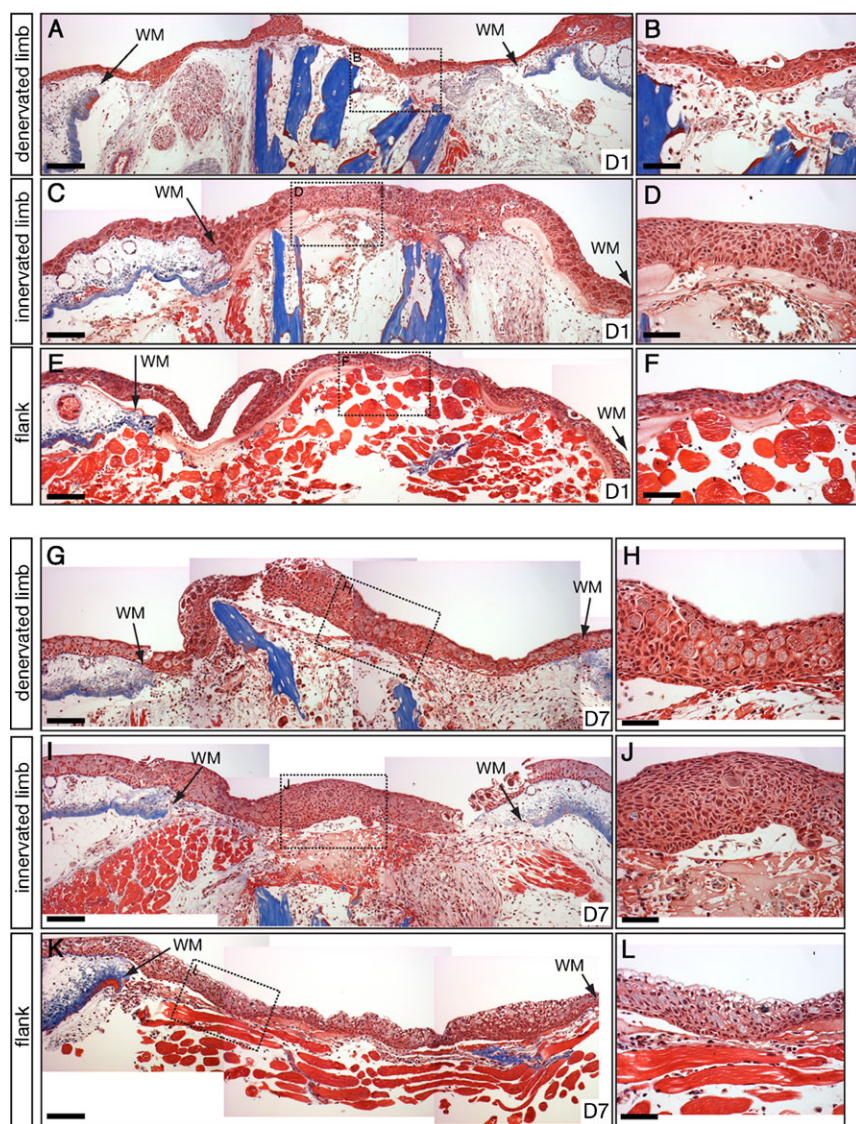 denervated limb
A
WM
B
WM
D1
B
innervated limb
C
WM
D
WM
D1
D
flank
E
WM
F
WM
D1
F
denervated limb
G
WM
H
WM
D7
H
innervated limb
I
WM
J
WM
D7
J
flank
K
WM
L
WM
D7
L